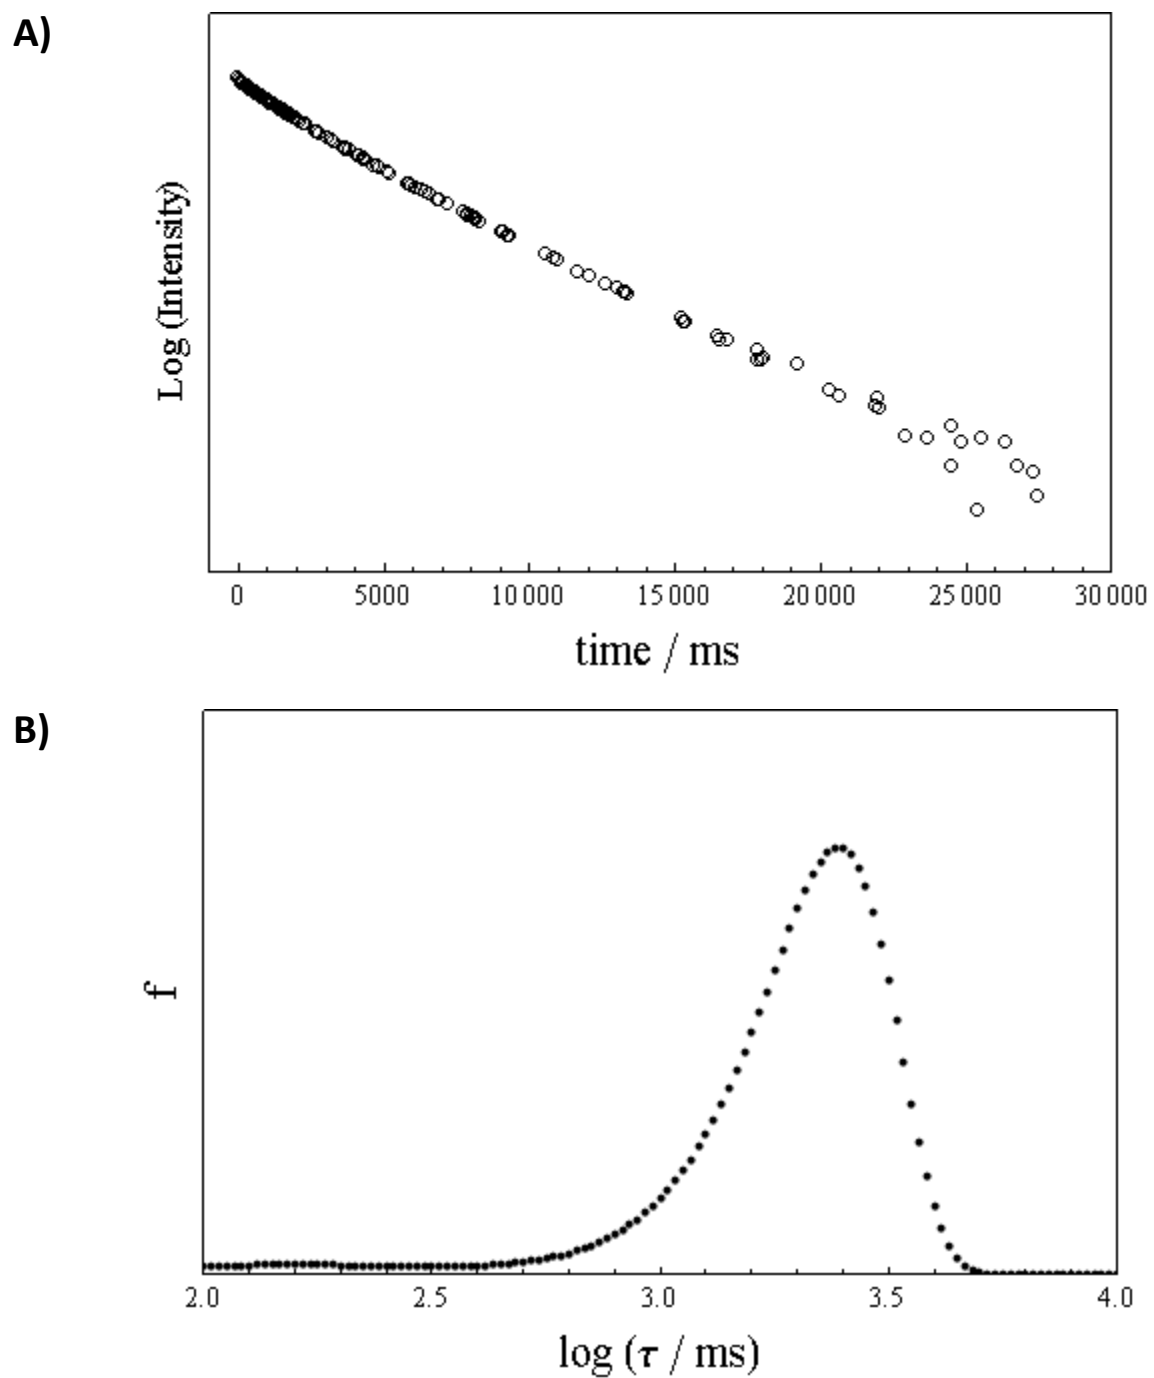 A)
Log (Intensity)
0 5000 10 000 15 000 20 000 25 000 30 000
time / ms
B)
f
2.0 2.5 3.0 3.5 4.0
log (τ / ms)